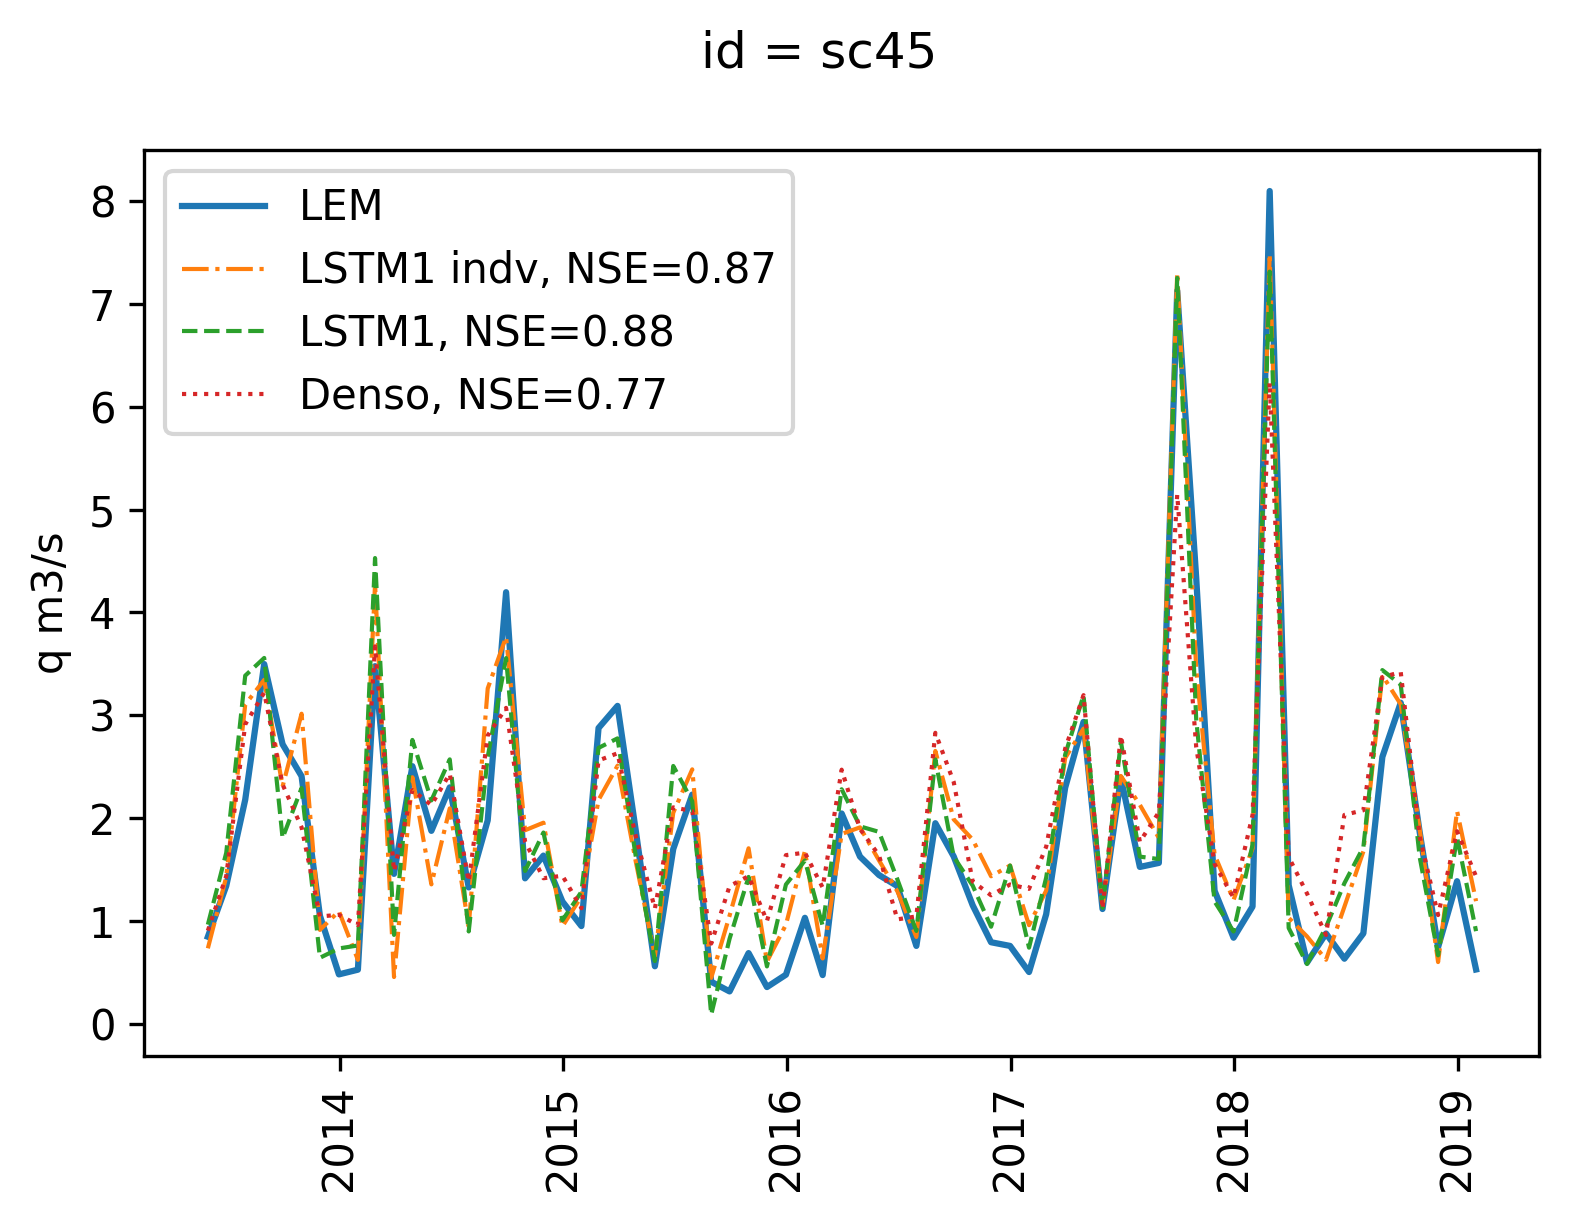 id = sc45
LEM
LSTM1 indv, NSE=0.87
LSTM1, NSE=0.88
Denso, NSE=0.77
q m3/s
8
7
6
5
4
3
2
1
0
2014
2015
2016
2017
2018
2019